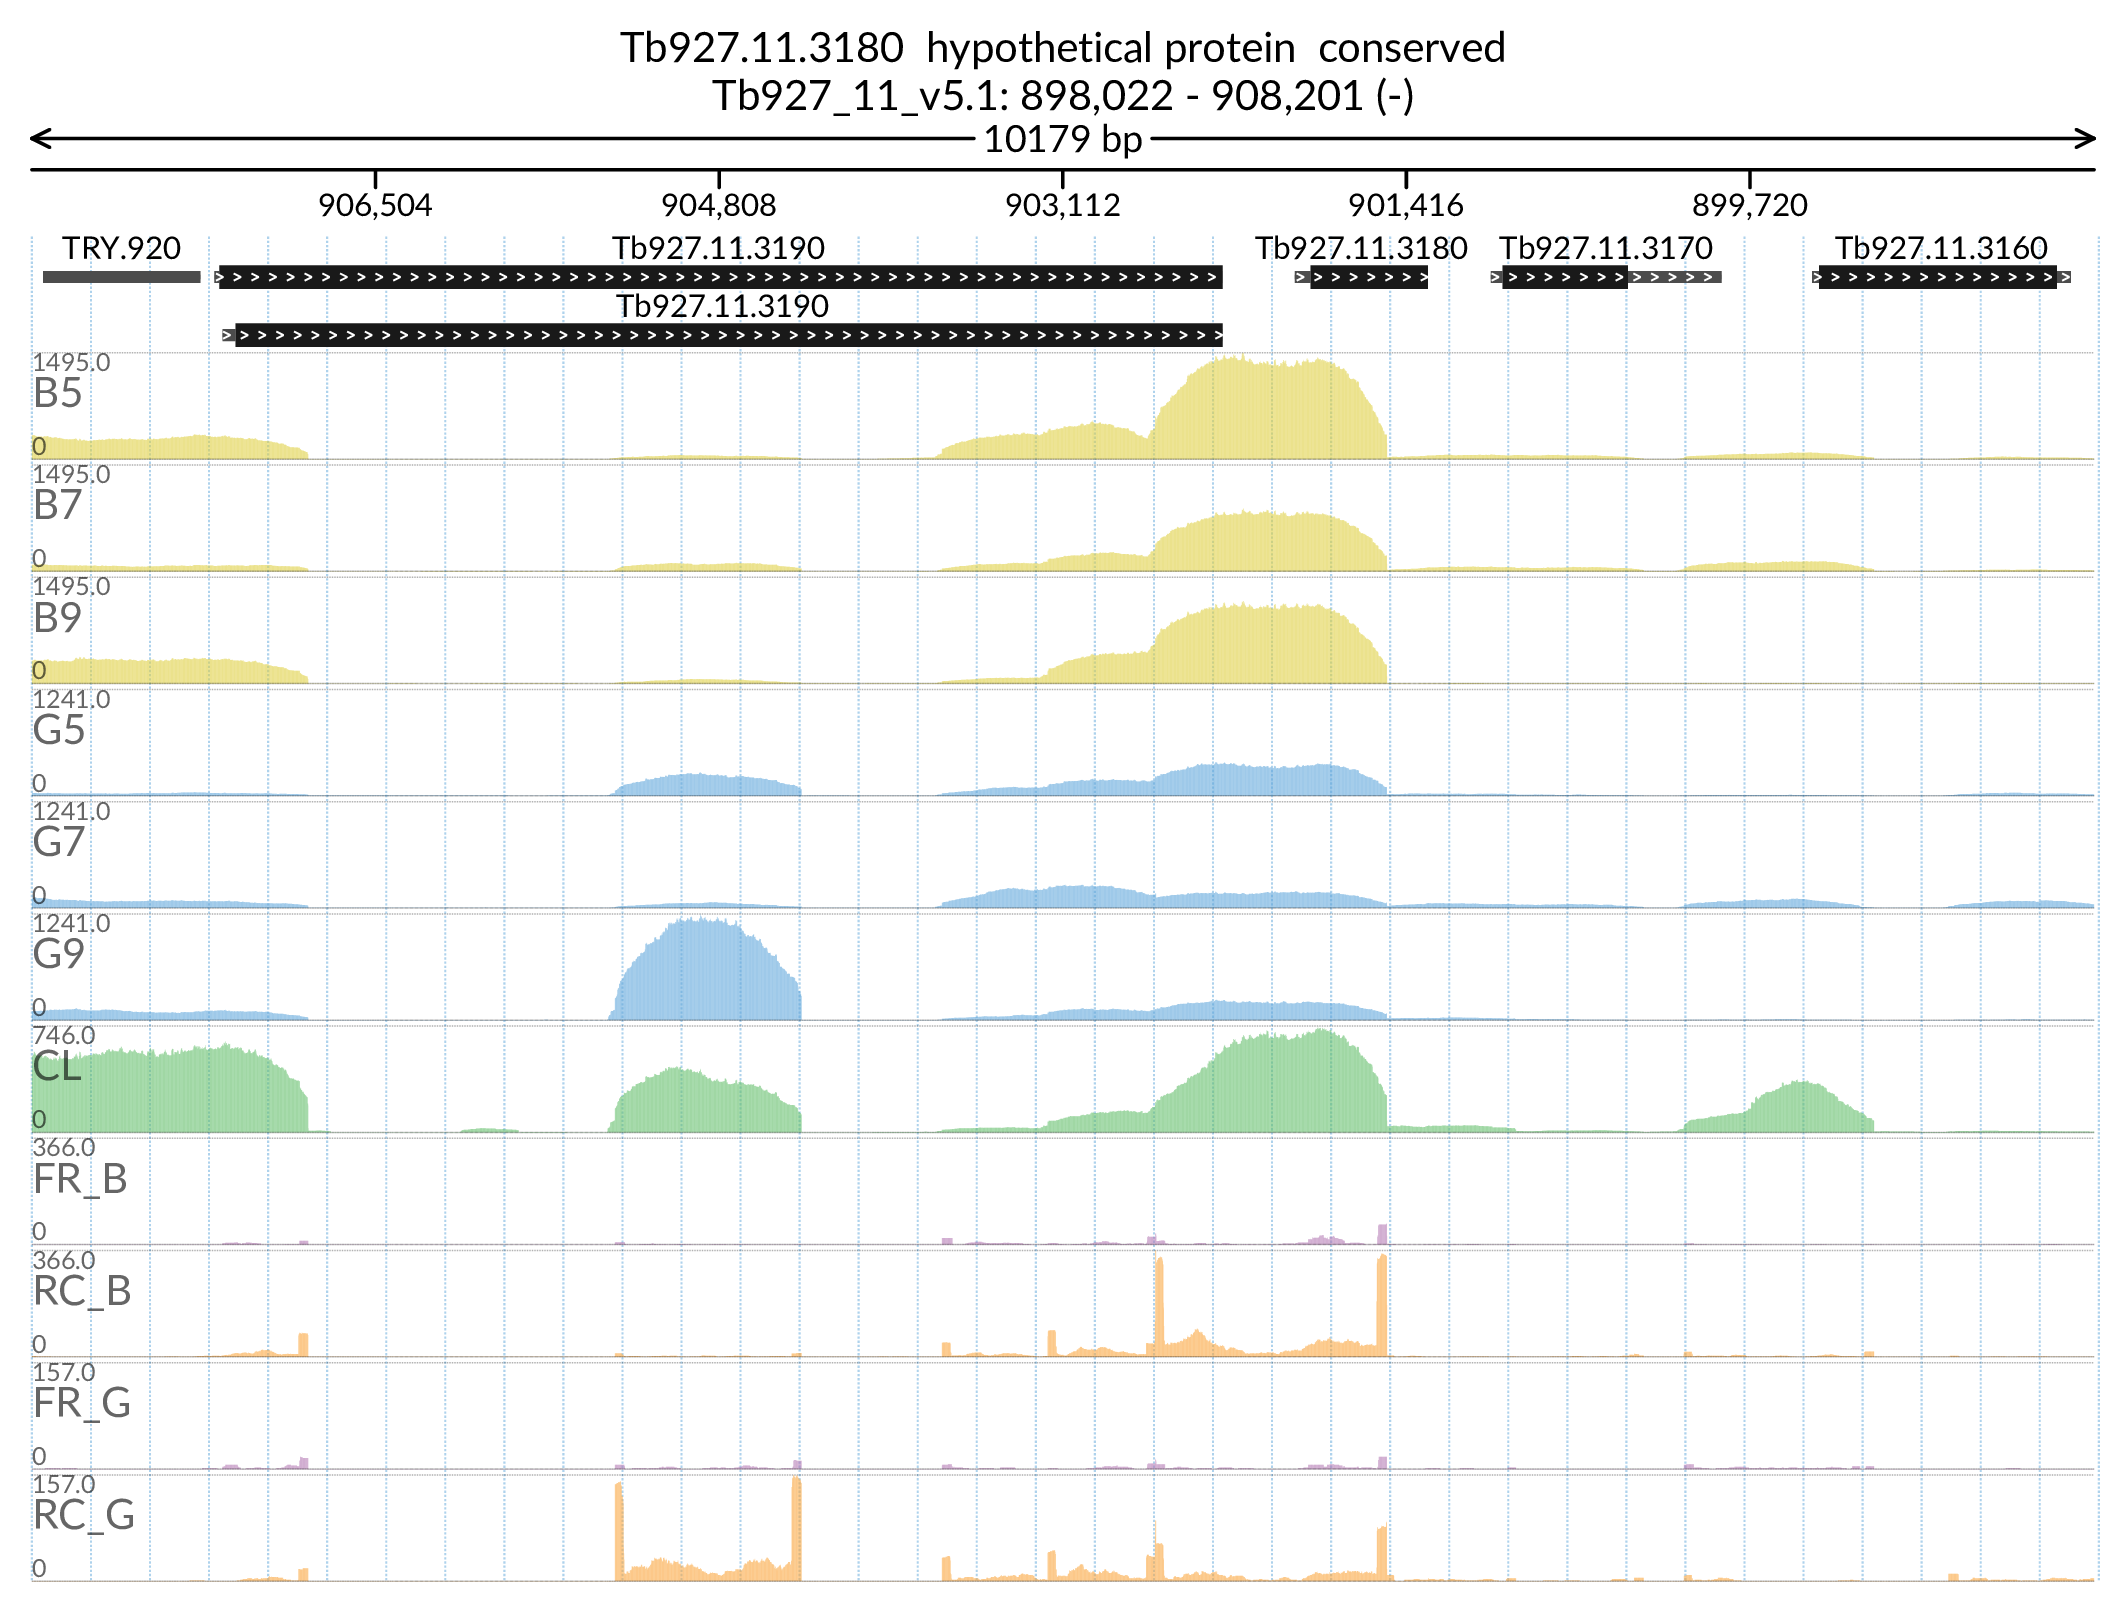 Tb927.11.3180 hypothetical protein conserved
Tb927_11_v5.1: 898,022 - 908,201 (-)
10179 bp
906,504 904,808 903,112 901,416 899,720
TRY.920 Tb927.11.3190 Tb927.11.3180 Tb927.11.3170 Tb927.11.3160
Tb927.11.3190
1495.0
B5
0
1495.0
B7
0
1495.0
B9
0
1241.0
G5
0
1241.0
G7
0
1241.0
G9
0
746.0
CL
0
366.0
FR_B
0
366.0
RC_B
0
157.0
FR_G
0
157.0
RC_G
0